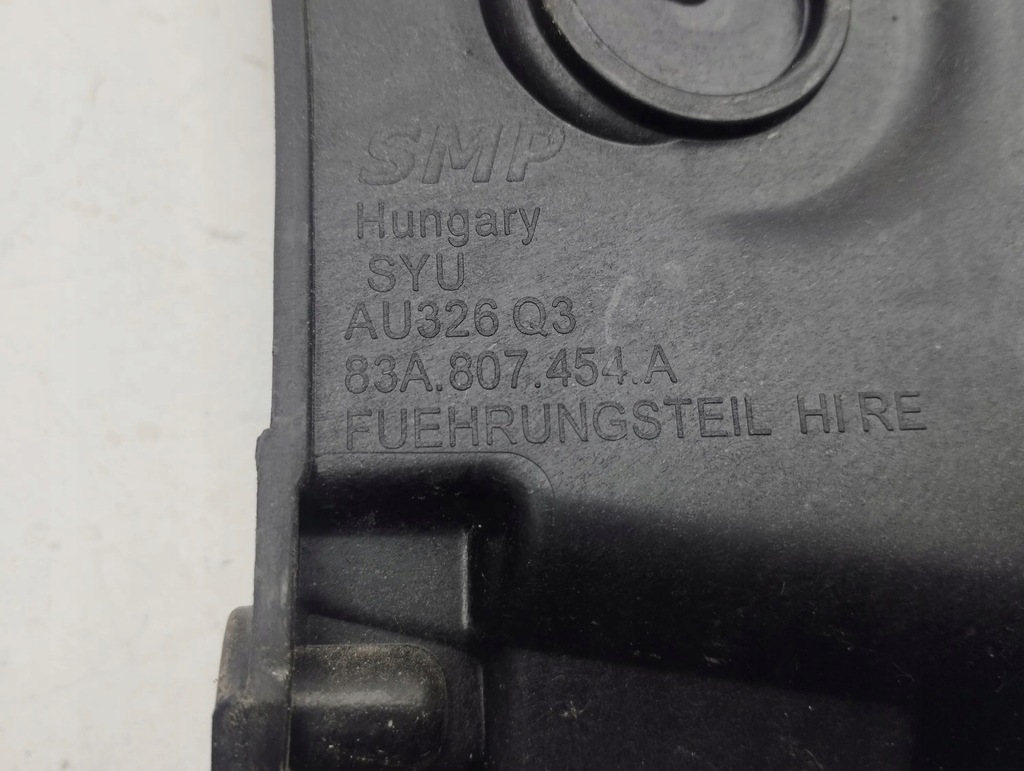 SMP
Hungary
SYU
AU326 Q3
83A.807.454.A
FUEHRUNGSTEIL HI RE